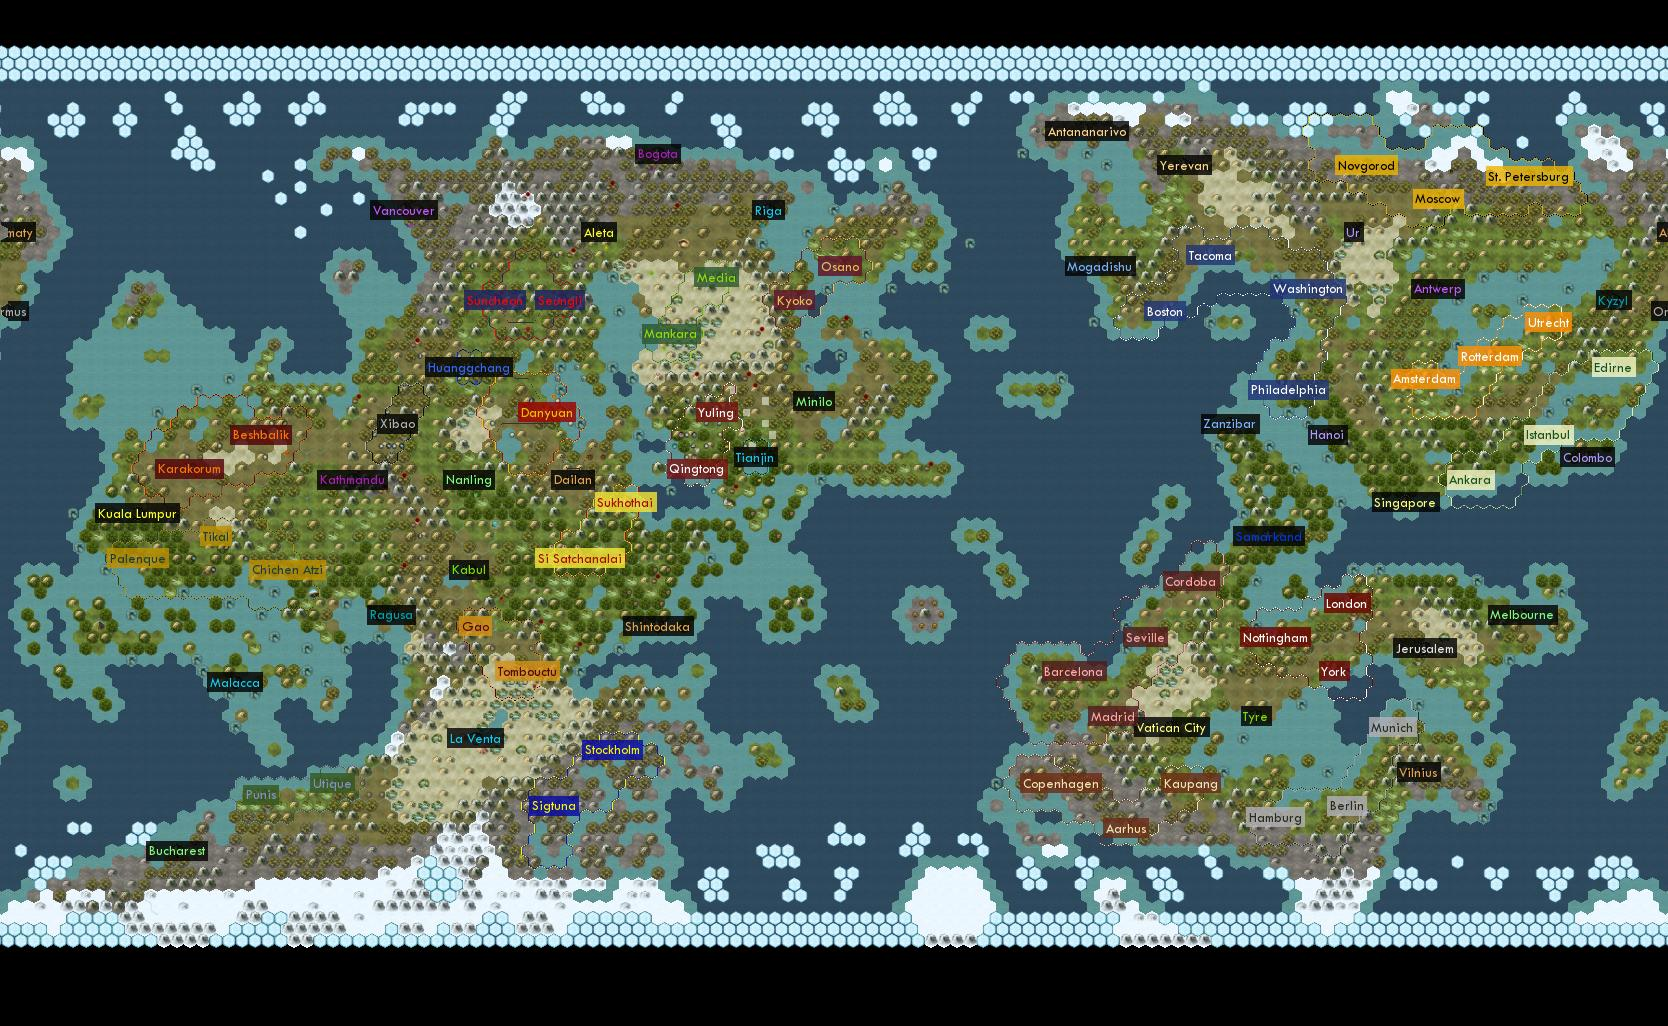 Antananarivo
Bogota
Yerevan
Novgorod
St. Petersburg
Moscow
Vancouver
Riga
maty
Aleta
Ur
A
Tacoma
Osano
Mogadishu
Media
Washington
Antwerp
Suncheon
Seungli
Kyoko
Kyzyl
rmus
Boston
Or
Utrecht
Mankara
Rotterdam
Huanggchang
Edirne
Amsterdam
Philadelphia
Minilo
Danyuan
Yuling
Xibao
Zanzibar
Beshbalik
Hanoi
Istanbul
Tianjin
Colombo
Karakorum
Qingtong
Kathmandu
Nanling
Dailan
Ankara
Sukhothai
Singapore
Kuala Lumpur
Tikal
Samarkand
Palenque
Si Satchanalai
Chichen Atzi
Kabul
Cordoba
London
Ragusa
Melbourne
Gao
Shintodaka
Seville
Nottingham
Jerusalem
Tombouctu
Barcelona
York
Malacca
Madrid
Tyre
Vatican City
Munich
La Venta
Stockholm
Vilnius
Utique
Copenhagen
Kaupang
Punis
Sigtuna
Berlin
Hamburg
Aarhus
Bucharest